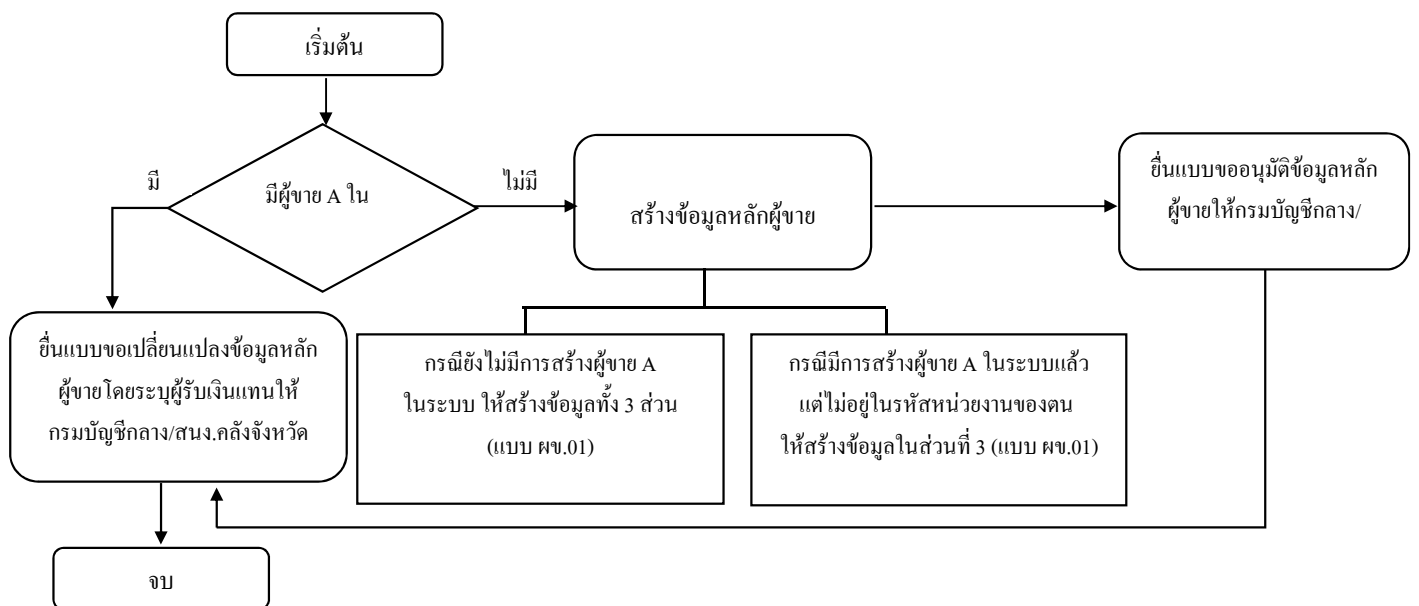 เริ่มต้น
มี
มีผู้ขาย A ใน
ไม่มี
สร้างข้อมูลหลักผู้ขาย
ยื่นแบบขออนุมัติข้อมูลหลัก
ผู้ขายให้กรมบัญชีกลาง/
ยื่นแบบขอเปลี่ยนแปลงข้อมูลหลัก
ผู้ขายโดยระบุผู้รับเงินแทนให้
กรมบัญชีกลาง/สนง.คลังจังหวัด
กรณียังไม่มีการสร้างผู้ขาย A
ในระบบ ให้สร้างข้อมูลทั้ง 3 ส่วน
(แบบ ผข.01)
กรณีมีการสร้างผู้ขาย A ในระบบแล้ว
แต่ไม่อยู่ในรหัสหน่วยงานของตน
ให้สร้างข้อมูลในส่วนที่ 3 (แบบ ผข.01)
จบ